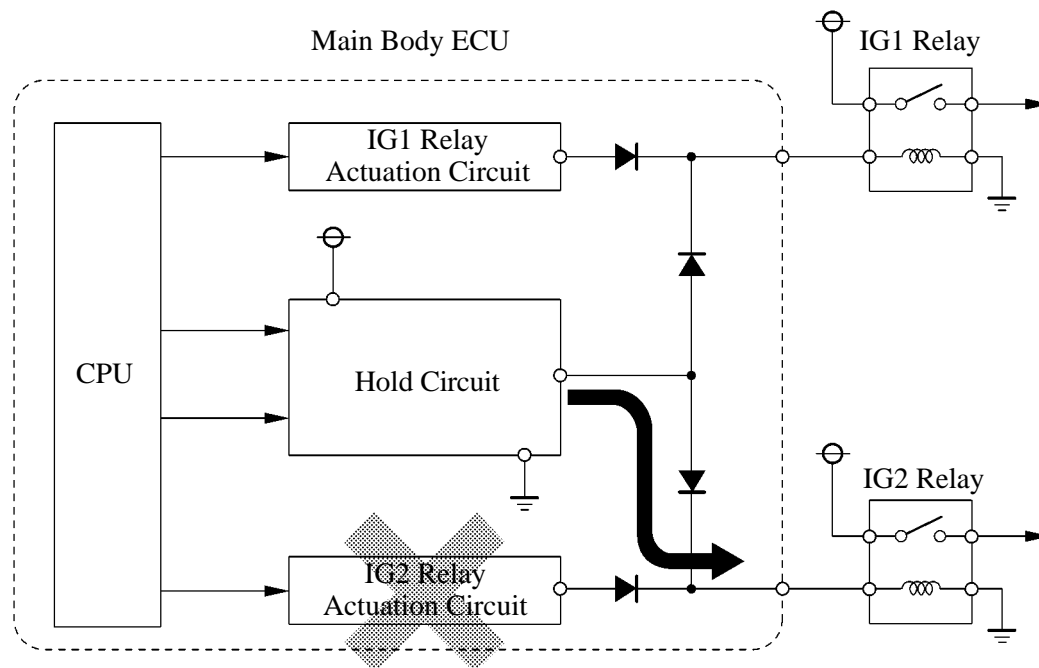 Main Body ECU
IG1 Relay
IG1 Relay
Actuation Circuit
CPU
Hold Circuit
IG2 Relay
IG2 Relay
Actuation Circuit